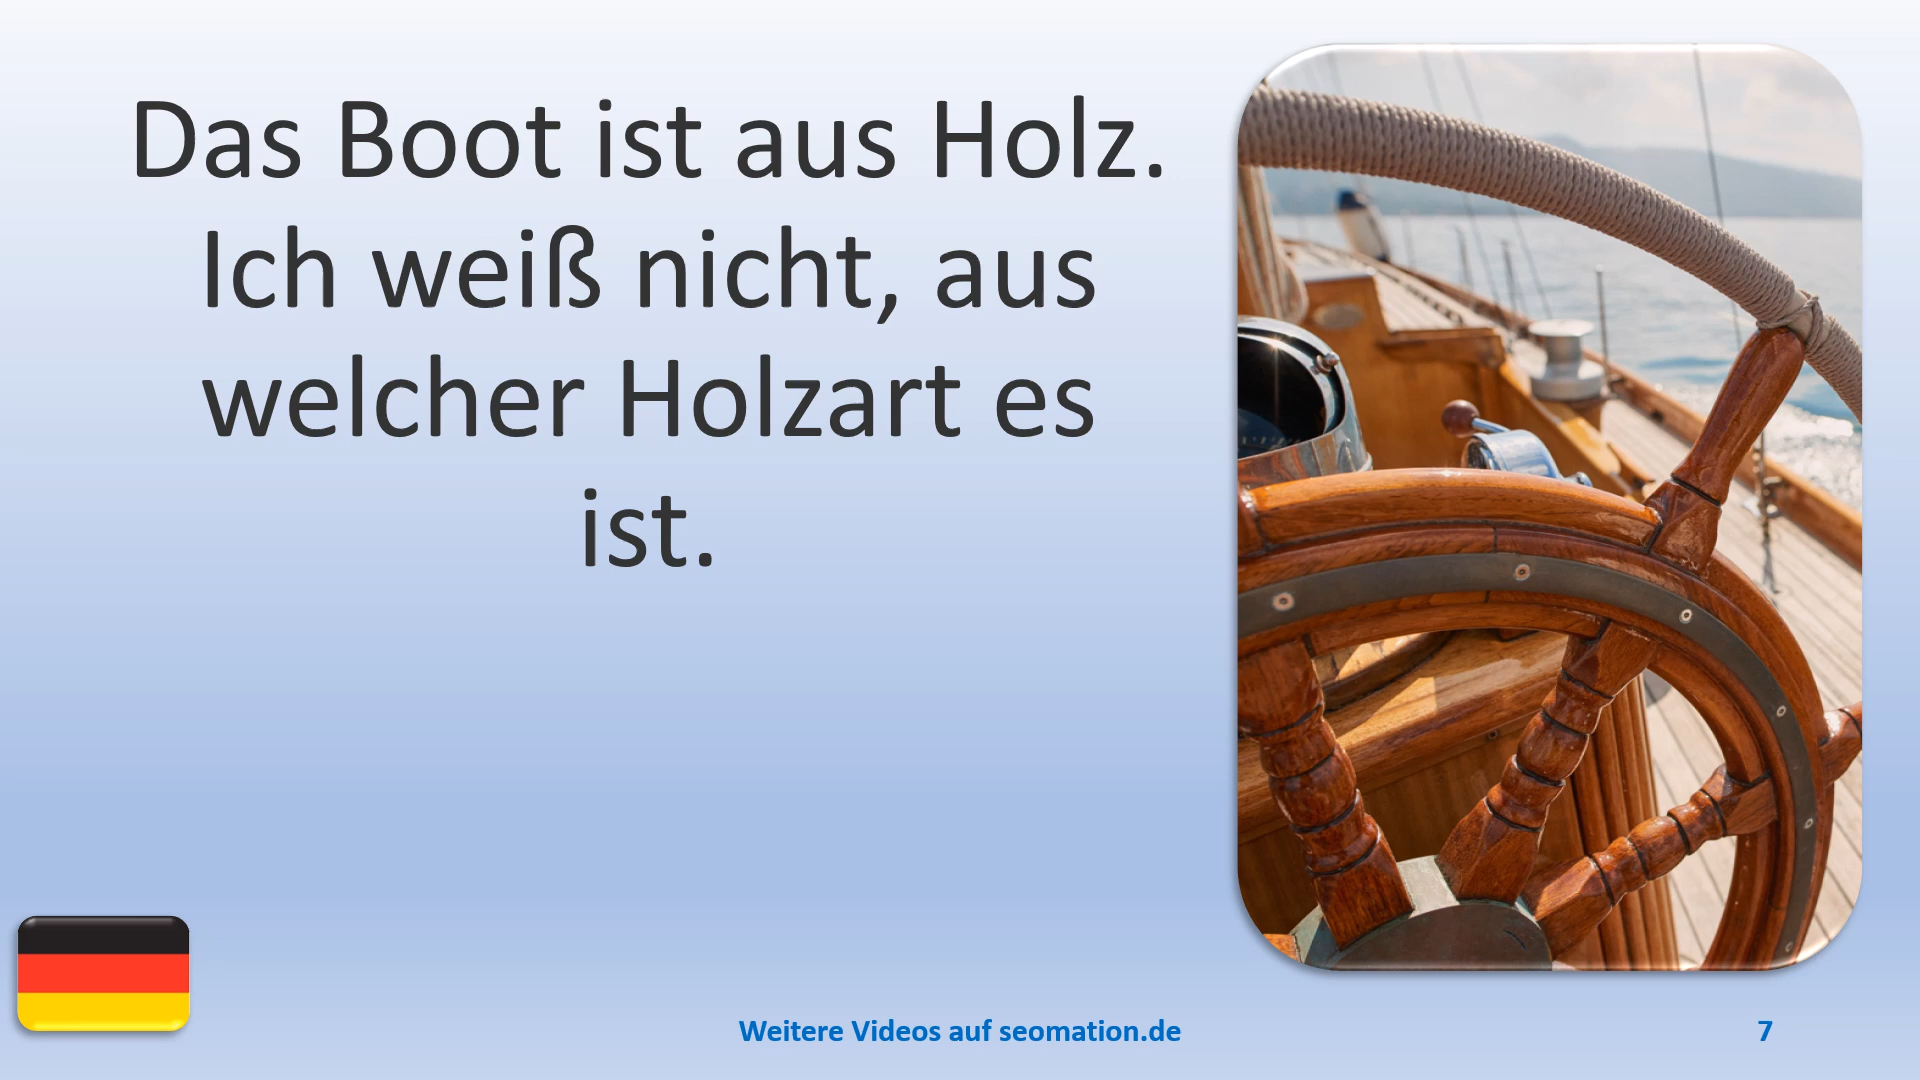 Das Boot ist aus Holz.
Ich weiß nicht, aus
welcher Holzart es
ist.
Weitere Videos auf seomation.de
7